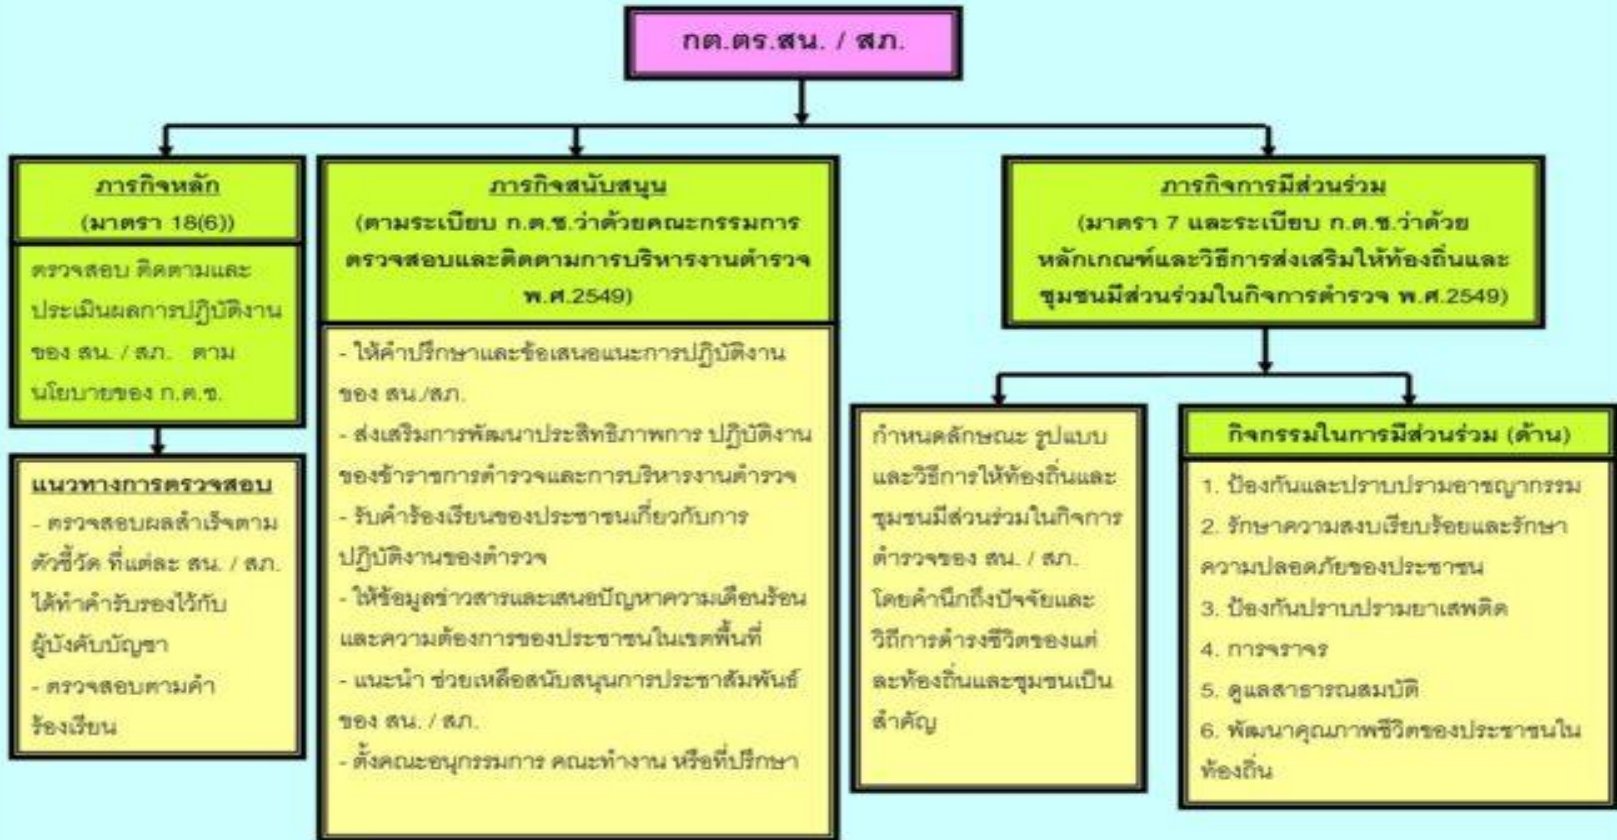 กต.ตร.สน. / สภ.
ภารกิจหลัก
(มาตรา 18(6))
ตรวจสอบ ติดตามและ
ประเมินผลการปฏิบัติงาน
ของ สน. / สภ. ตาม
นโยบายของ ก.ต.ช.
แนวทางการตรวจสอบ
- ตรวจสอบผลสำเร็จตาม
ตัวชี้วัด ที่แต่ละ สน. / สภ.
ได้ทำคำรับรองไว้กับ
ผู้บังคับบัญชา
- ตรวจสอบตามคำ
ร้องเรียน
ภารกิจสนับสนุน
(ตามระเบียบ ก.ต.ช.ว่าด้วยคณะกรรมการ
ตรวจสอบและติดตามการบริหารงานตำรวจ
พ.ศ.2549)
- ให้คำปรึกษาและข้อเสนอแนะการปฏิบัติงาน
ของ สน./สภ.
- ส่งเสริมการพัฒนาประสิทธิภาพการ ปฏิบัติงาน
ของข้าราชการตำรวจและการบริหารงานตำรวจ
- รับคำร้องเรียนของประชาชนเกี่ยวกับการ
ปฏิบัติงานของตำรวจ
- ให้ข้อมูลข่าวสารและเสนอปัญหาความเดือนร้อน
และความต้องการของประชาชนในเขตพื้นที่
- แนะนำ ช่วยเหลือสนับสนุนการประชาสัมพันธ์
ของ สน. / สภ.
- ตั้งคณะอนุกรรมการ คณะทำงาน หรือที่ปรึกษา
ภารกิจการมีส่วนร่วม
(มาตรา 7 และระเบียบ ก.ต.ช.ว่าด้วย
หลักเกณฑ์และวิธีการส่งเสริมให้ท้องถิ่นและ
ชุมชนมีส่วนร่วมในกิจการตำรวจ พ.ศ.2549)
กำหนดลักษณะ รูปแบบ
และวิธีการให้ท้องถิ่นและ
ชุมชนมีส่วนร่วมในกิจการ
ตำรวจของ สน. / สภ.
โดยคำนึกถึงปัจจัยและ
วิถีการดำรงชีวิตของแต่
ละท้องถิ่นและชุมชนเป็น
สำคัญ
กิจกรรมในการมีส่วนร่วม (ด้าน)
1. ป้องกันและปราบปรามอาชญากรรม
2. รักษาความสงบเรียบร้อยและรักษา
ความปลอดภัยของประชาชน
3. ป้องกันปราบปรามยาเสพติด
4. การจราจร
5. ดูแลสาธารณสมบัติ
6. พัฒนาคุณภาพชีวิตของประชาชนใน
ท้องถิ่น